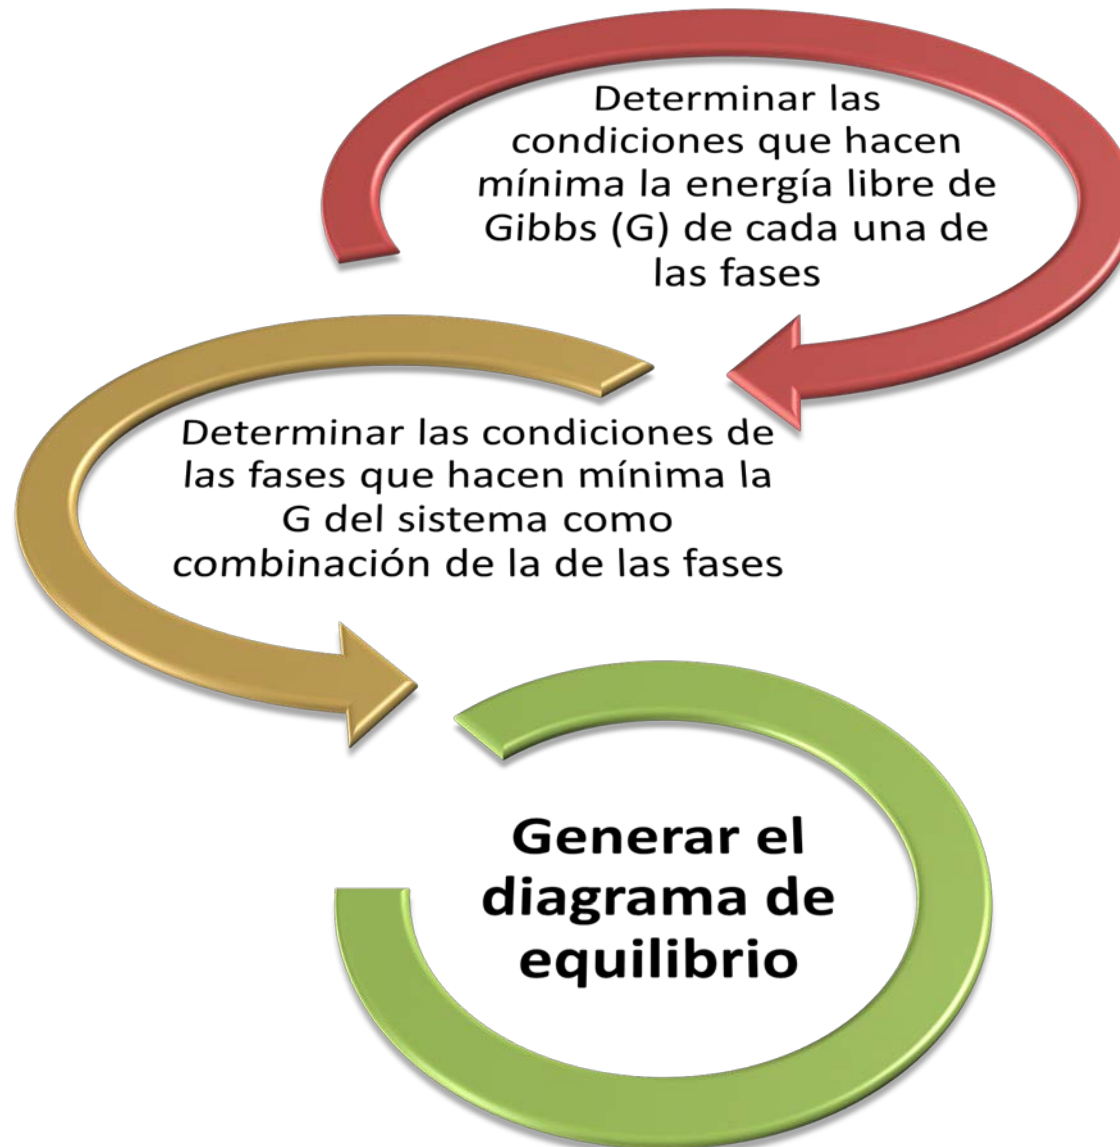 Determinar las
condiciones que hacen
mínima la energía libre de
Gibbs (G) de cada una de
las fases
Determinar las condiciones de
las fases que hacen mínima la
G del sistema como
combinación de la de las fases
Generar el
diagrama de
equilibrio